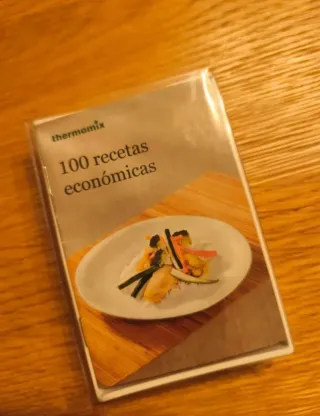 thermomix
100 recetas
económicas